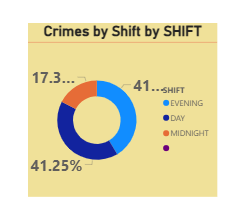 Crimes by Shift by SHIFT
17.3...
41...
SHIFT
EVENING
DAY
MIDNIGHT
41.25%